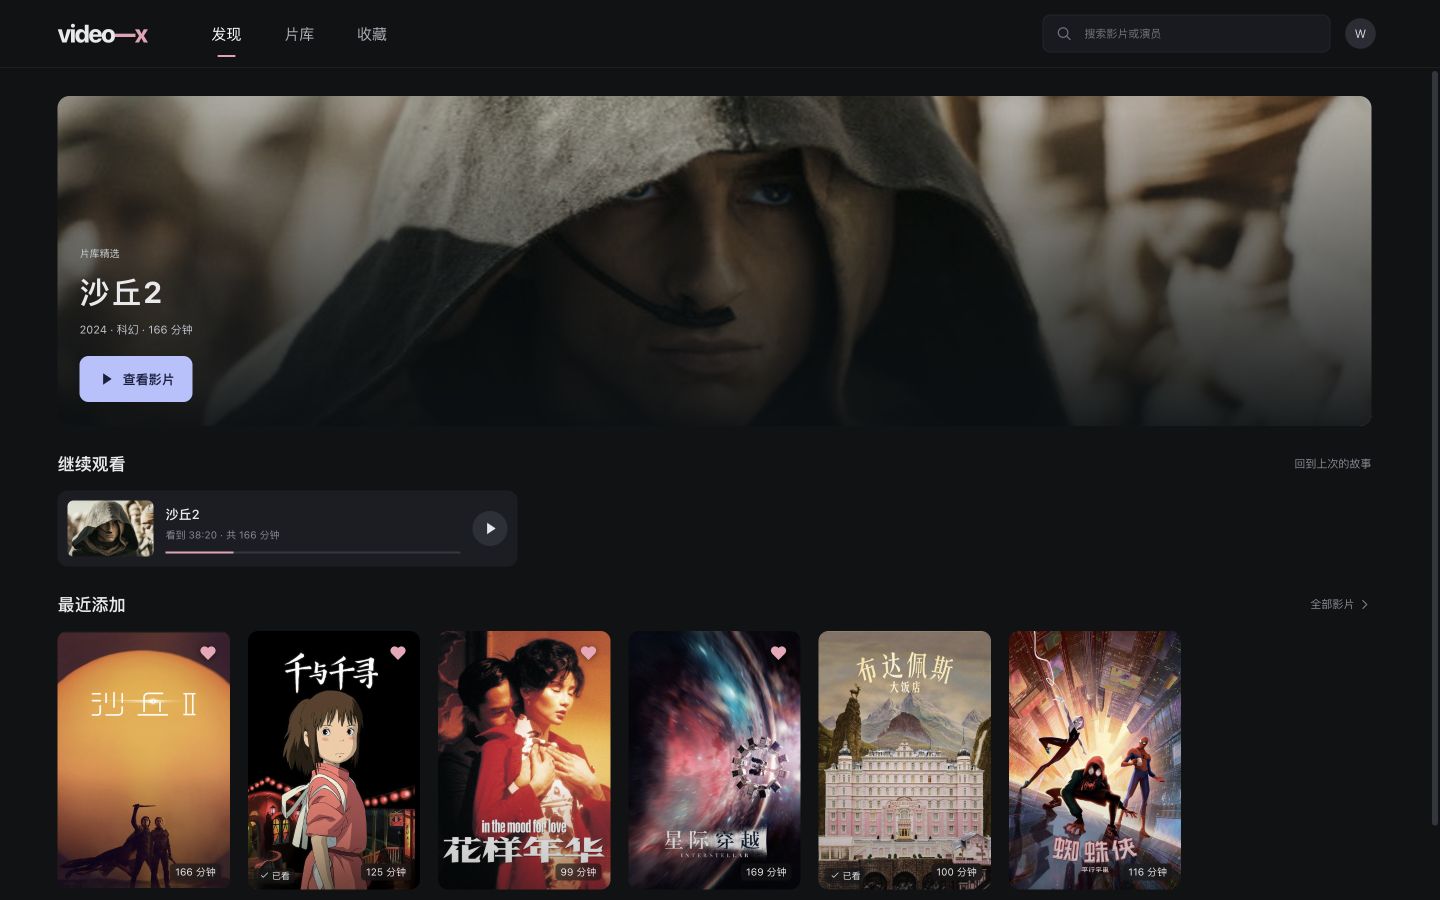 video—x
发现
片库
收藏
搜索影片或演员
W
片库精选
沙丘2
2024 · 科幻 · 166 分钟
查看影片
继续观看
回到上次的故事
沙丘2
看到 38:20 · 共 166 分钟
最近添加
全部影片
沙丘 II
166 分钟
千与千寻
已看
125 分钟
in the mood for love
花样年华
99 分钟
星际穿越
INTERSTELLAR
169 分钟
布达佩斯
大饭店
已看
100 分钟
蜘蛛侠
平行宇宙
116 分钟